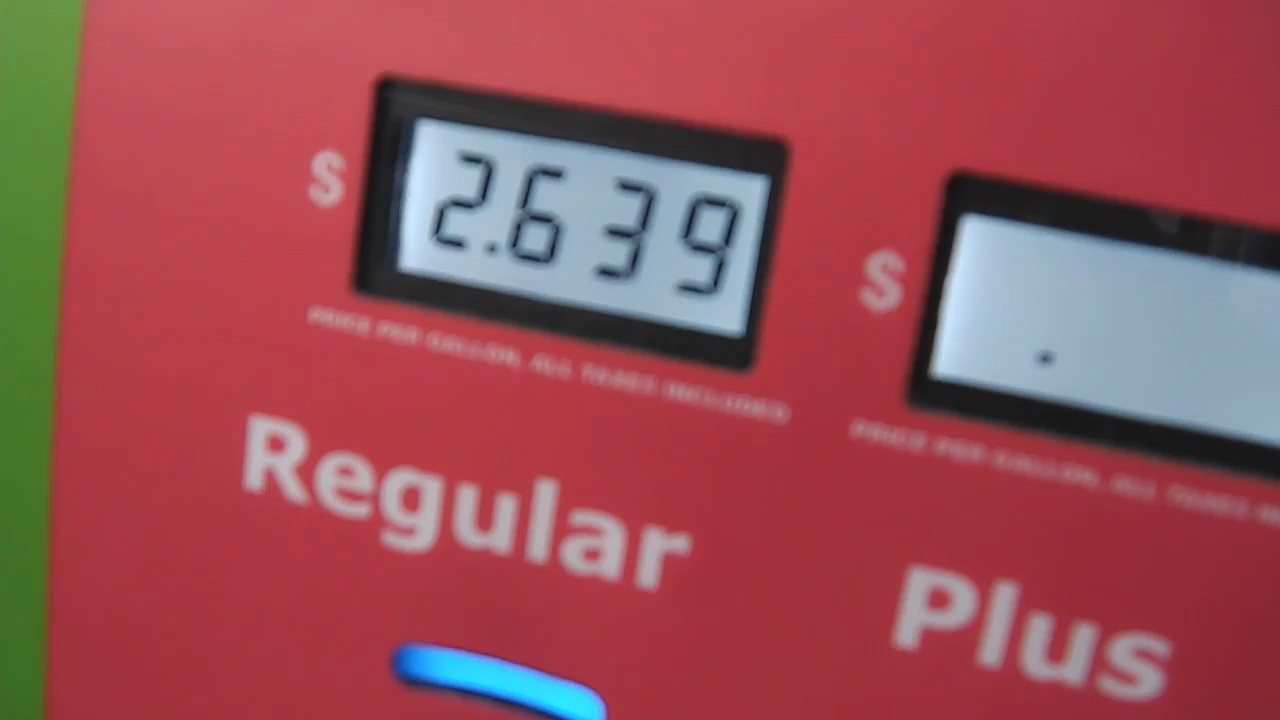 $ 2.639
PRICE PER GALLON, ALL TAXES INCLUDED
Regular
$ .
PRICE PER GALLON, ALL TAXES
Plus